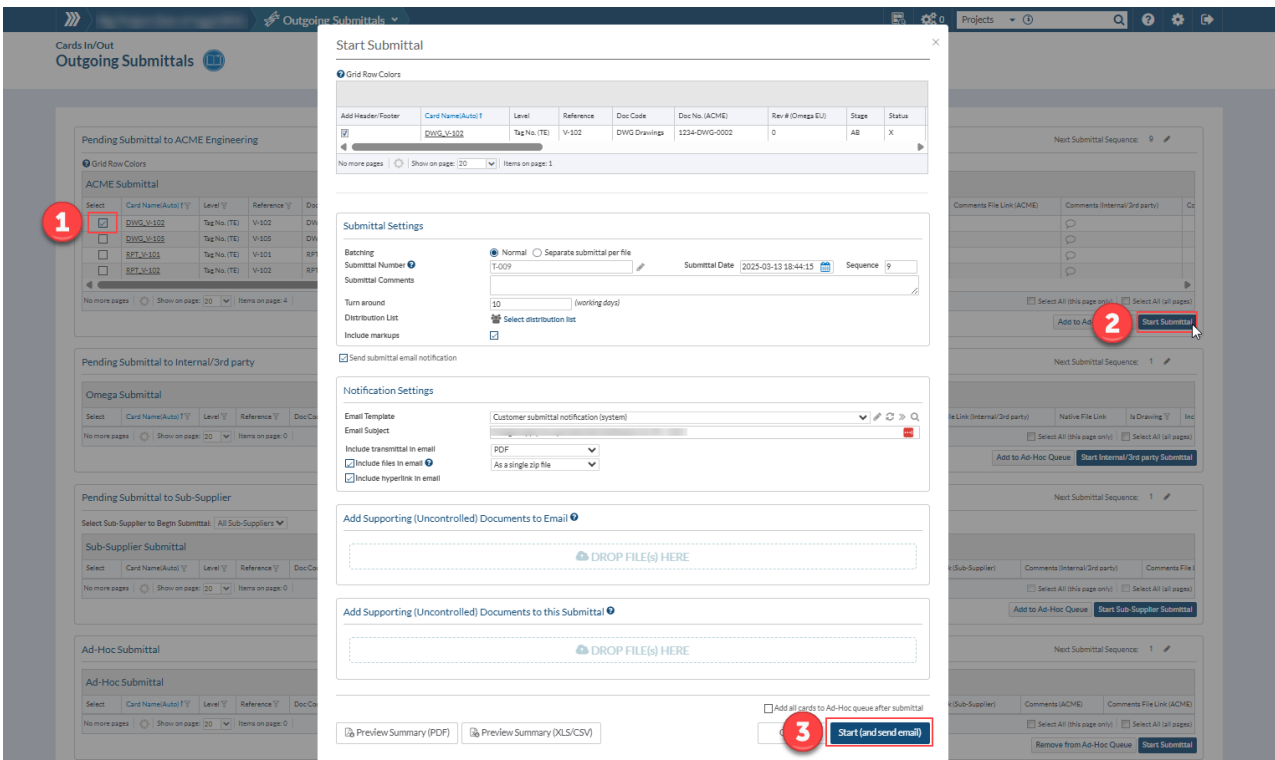 Outgoing Submittals
0
Projects
Cards In/Out
Outgoing Submittals
Start Submittal
×
Grid Row Colors
Add Header/Footer Card Name(Auto) Level Reference Doc Code Doc No. (ACME) Rev # (Omega EU) Stage Status
DWG_V-102 Tag No. (TE) V-102 DWG Drawings 1234-DWG-0002 0 AB X
No more pages Show on page: 20 Items on page: 1
Pending Submittal to ACME Engineering
Next Submittal Sequence: 9
Grid Row Colors
ACME Submittal
Select Card Name(Auto) Level Reference
Comments File Link (ACME) Comments (Internal/3rd party)
1
DWG_V-102 Tag No. (TE) V-102
DWG_V-105 Tag No. (TE) V-105
RPT_V-101 Tag No. (TE) V-101
RPT_V-102 Tag No. (TE) V-102
No more pages Show on page: 20 Items on page: 4
Select All (this page only) Select All (all pages)
Add to Ad 2 Start Submittal
Submittal Settings
Batching Normal Separate submittal per file
Submittal Number T-009 Submittal Date 2025-03-13 18:44:15 Sequence 9
Submittal Comments
Turn around 10 (working days)
Distribution List Select distribution list
Include markups
Send submittal email notification
Pending Submittal to Internal/3rd party
Next Submittal Sequence: 1
Omega Submittal
Select Card Name(Auto) Level Reference
File Link (Internal/3rd party) Native File Link Is Drawing Inc
No more pages Show on page: 20 Items on page: 0
Select All (this page only) Select All (all pages)
Add to Ad-Hoc Queue Start Internal/3rd party Submittal
Notification Settings
Email Template Customer submittal notification (system)
Email Subject
Include transmittal in email PDF
Include files in email As a single zip file
Include hyperlink in email
Pending Submittal to Sub-Supplier
Next Submittal Sequence: 1
Select Sub-Supplier to Begin Submittal: All Sub-Suppliers
Sub-Supplier Submittal
Select Card Name(Auto) Level Reference
(Sub-Supplier) Comments (Internal/3rd party) Comments File
No more pages Show on page: 20 Items on page: 0
Select All (this page only) Select All (all pages)
Add to Ad-Hoc Queue Start Sub-Supplier Submittal
Add Supporting (Uncontrolled) Documents to Email
DROP FILE(s) HERE
Add Supporting (Uncontrolled) Documents to this Submittal
DROP FILE(s) HERE
Ad-Hoc Submittal
Next Submittal Sequence: 1
Ad-Hoc Submittal
Select Card Name(Auto) Level Reference
(Sub-Supplier) Comments (ACME) Comments File Link (ACME)
No more pages Show on page: 20 Items on page: 0
Select All (this page only) Select All (all pages)
Remove from Ad-Hoc Queue Start Submittal
Add all cards to Ad-Hoc queue after submittal
Preview Summary (PDF) Preview Summary (XLS/CSV) 3 Start (and send email)